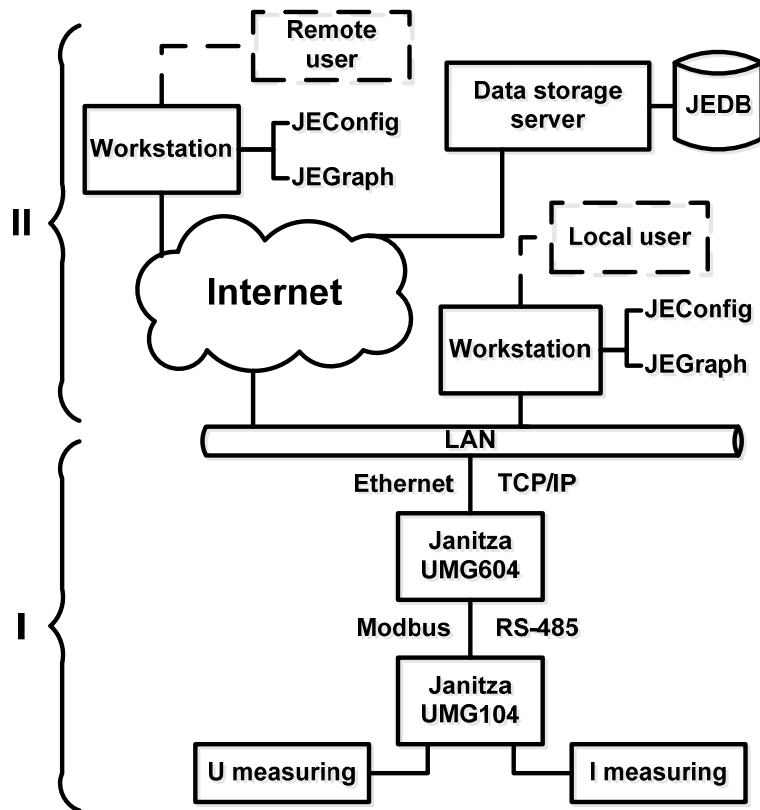 Remote
user
Data storage
server
JEDB
Workstation
JEConfig
JEGraph
II
Local user
Internet
Workstation
JEConfig
JEGraph
LAN
Ethernet TCP/IP
Janitza
UMG604
I
Modbus RS-485
Janitza
UMG104
U measuring
I measuring